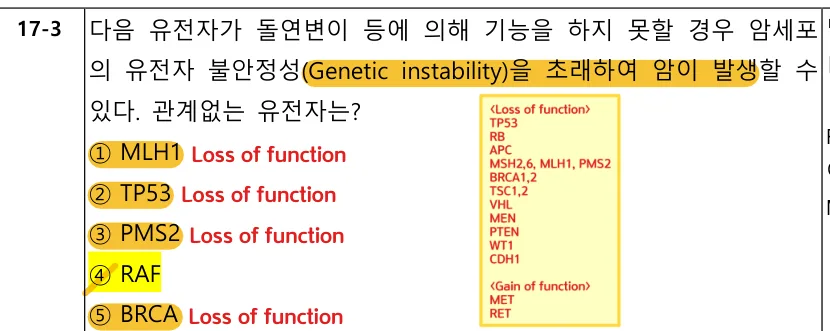 17-3
다음 유전자가 돌연변이 등에 의해 기능을 하지 못할 경우 암세포
의 유전자 불안정성(Genetic instability)을 초래하여 암이 발생할 수
있다. 관계없는 유전자는?
① MLH1 Loss of function
② TP53 Loss of function
③ PMS2 Loss of function
④ RAF
⑤ BRCA Loss of function
<Loss of function>
TP53
RB
APC
MSH2,6, MLH1, PMS2
BRCA1,2
TSC1,2
VHL
MEN
PTEN
WT1
CDH1
<Gain of function>
MET
RET